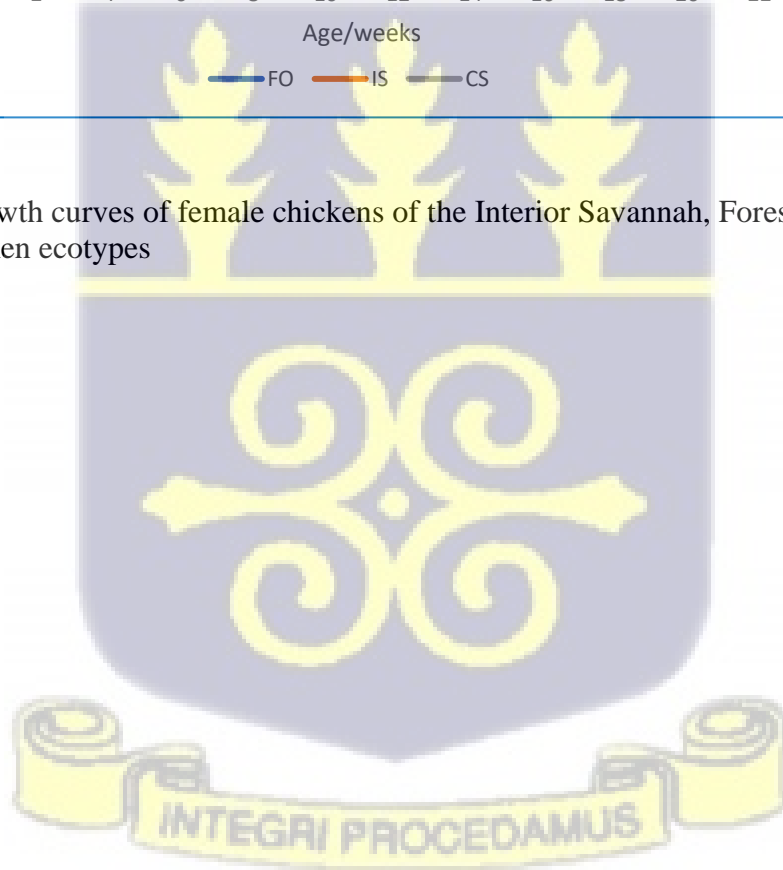 Age/weeks
FO IS CS
wth curves of female chickens of the Interior Savannah, Fores
en ecotypes
INTEGRI PROCEDAMUS